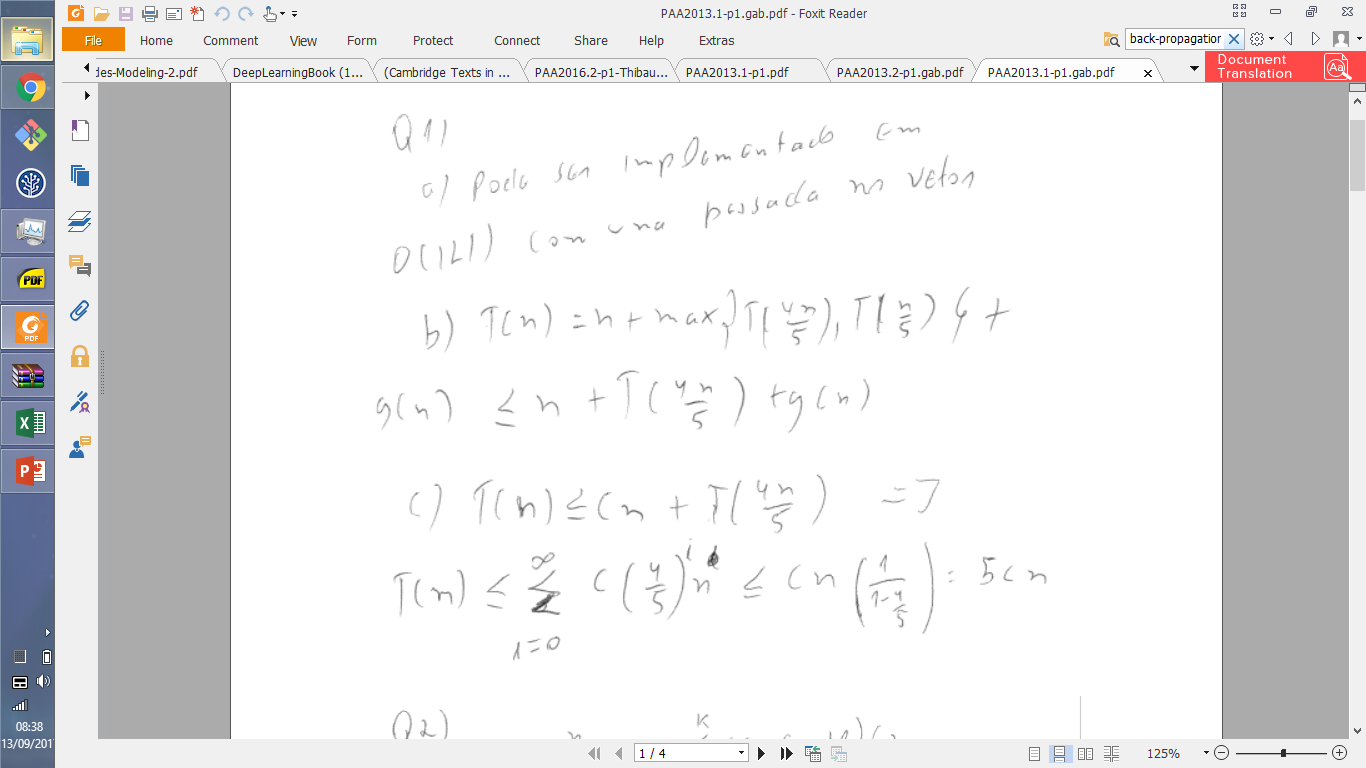 PAA2013.1-p1.gab.pdf - Foxit Reader
File Home Comment View Form Protect Connect Share Help Extras
back-propagation
des-Modeling-2.pdf DeepLearningBook (1... (Cambridge Texts in ... PAA2016.2-p1-Thibau... PAA2013.1-p1.pdf PAA2013.2-p1.gab.pdf PAA2013.1-p1.gab.pdf
Document
Translation
Q1)
a) pode ser implementado em
O(|L|) com uma passada no vetor
b) T(n) = n + max{T(4n/5), T(n/5)} +
g(n) ≤ n + T(4n/5) + g(n)
c) T(n) ≤ Cn + T(4n/5) =>
T(n) ≤ ∑ i=0 ∞ C(4/5)^i n ≤ Cn (1/(1-4/5)) = 5Cn
Q2)
08:38
13/09/201
1 / 4
125%